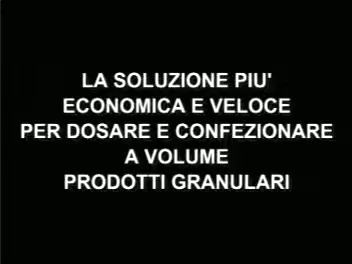 LA SOLUZIONE PIU'
ECONOMICA E VELOCE
PER DOSARE E CONFEZIONARE
A VOLUME
PRODOTTI GRANULARI